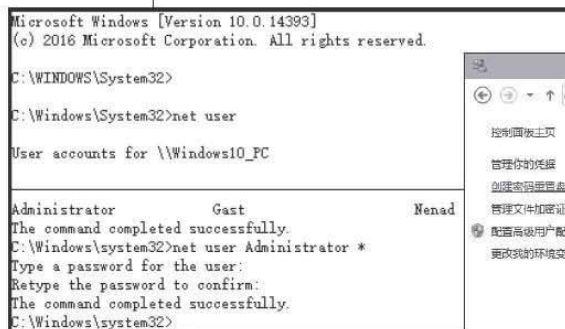 Microsoft Windows [Version 10.0.14393]
(c) 2016 Microsoft Corporation. All rights reserved.
C:\WINDOWS\System32>
C:\Windows\System32>net user
User accounts for \\Windows10_PC
Administrator Gast Nenad
The command completed successfully.
C:\Windows\system32>net user Administrator *
Type a password for the user:
Retype the password to confirm:
The command completed successfully.
C:\Windows\system32>
控制面板主页
管理你的凭据
创建密码重置盘
管理文件加密证
配置高级用户配
更改我的环境变